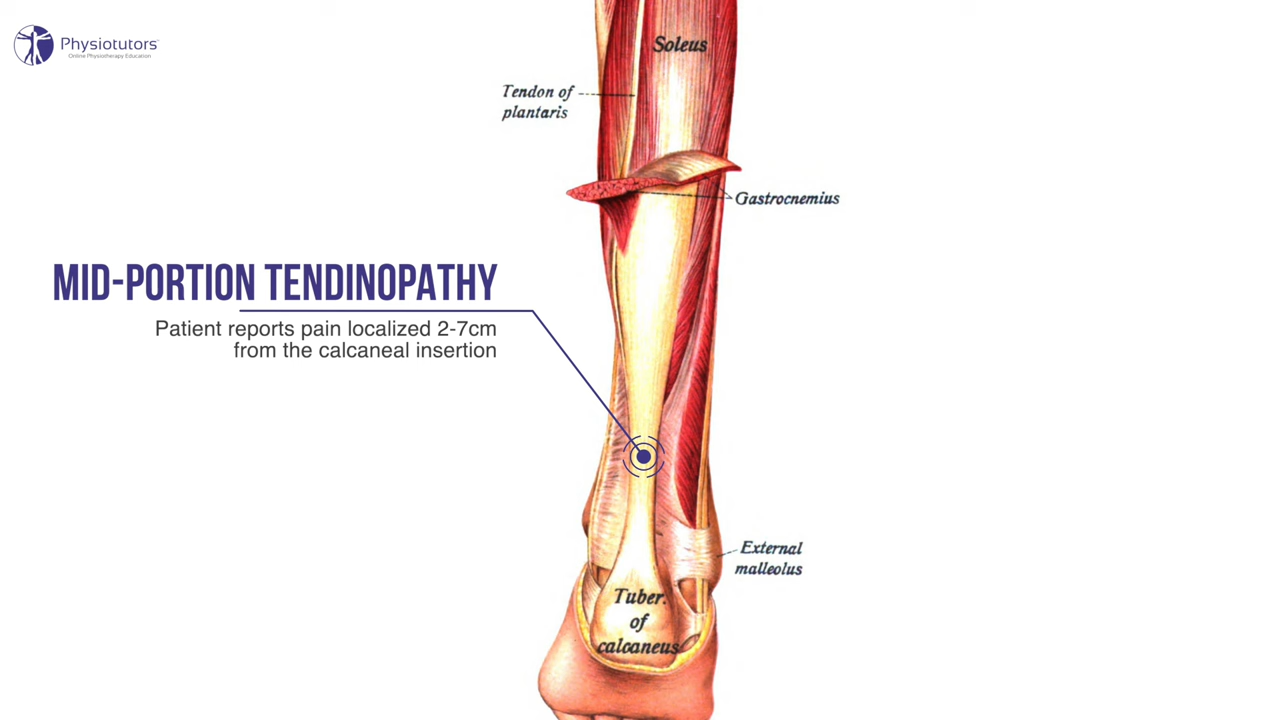 Physiotutors
Online Physiotherapy Education
Soleus
Tendon of
plantaris
Gastrocnemius
MID-PORTION TENDINOPATHY
Patient reports pain localized 2-7cm
from the calcaneal insertion
External
malleolus
Tuber.
of
calcaneus